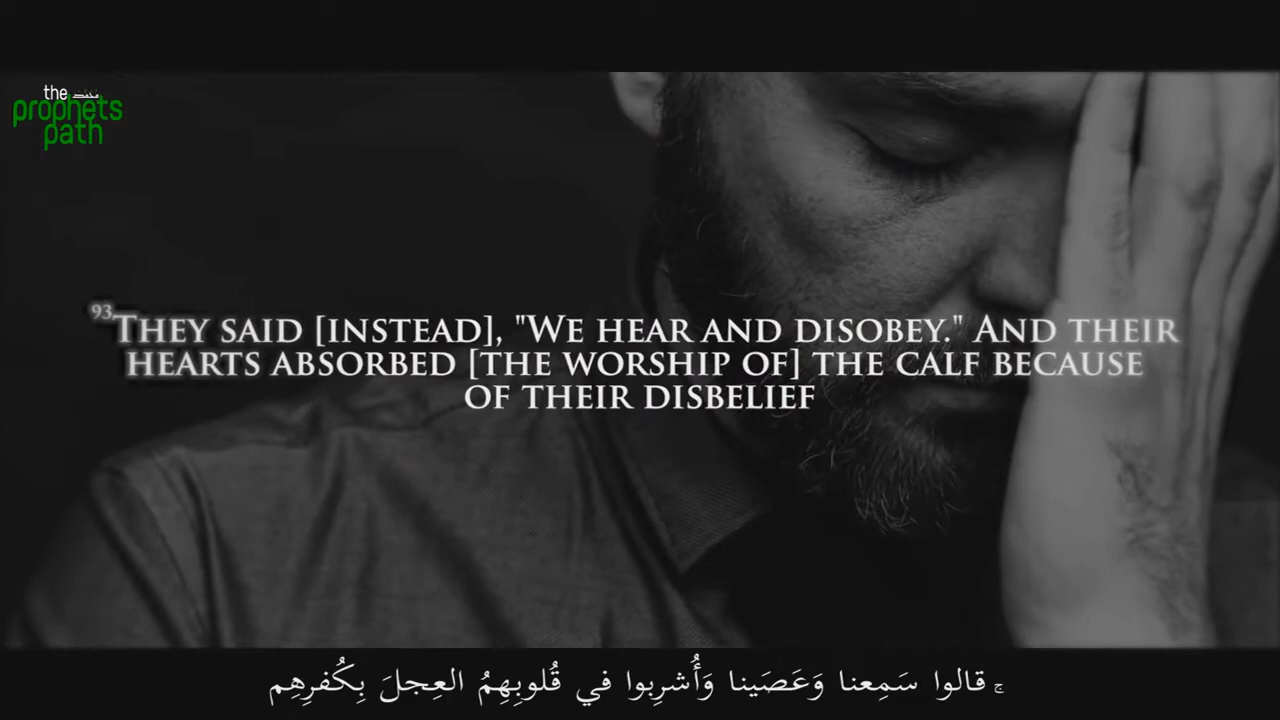 the محمد
prophets
path
93.They said [instead], "We hear and disobey." And their
hearts absorbed [the worship of] the calf because
of their disbelief
ۚ قالوا سَمِعنا وَعَصَينا وَأُشرِبوا في قُلوبِهِمُ العِجلَ بِكُفرِهِم